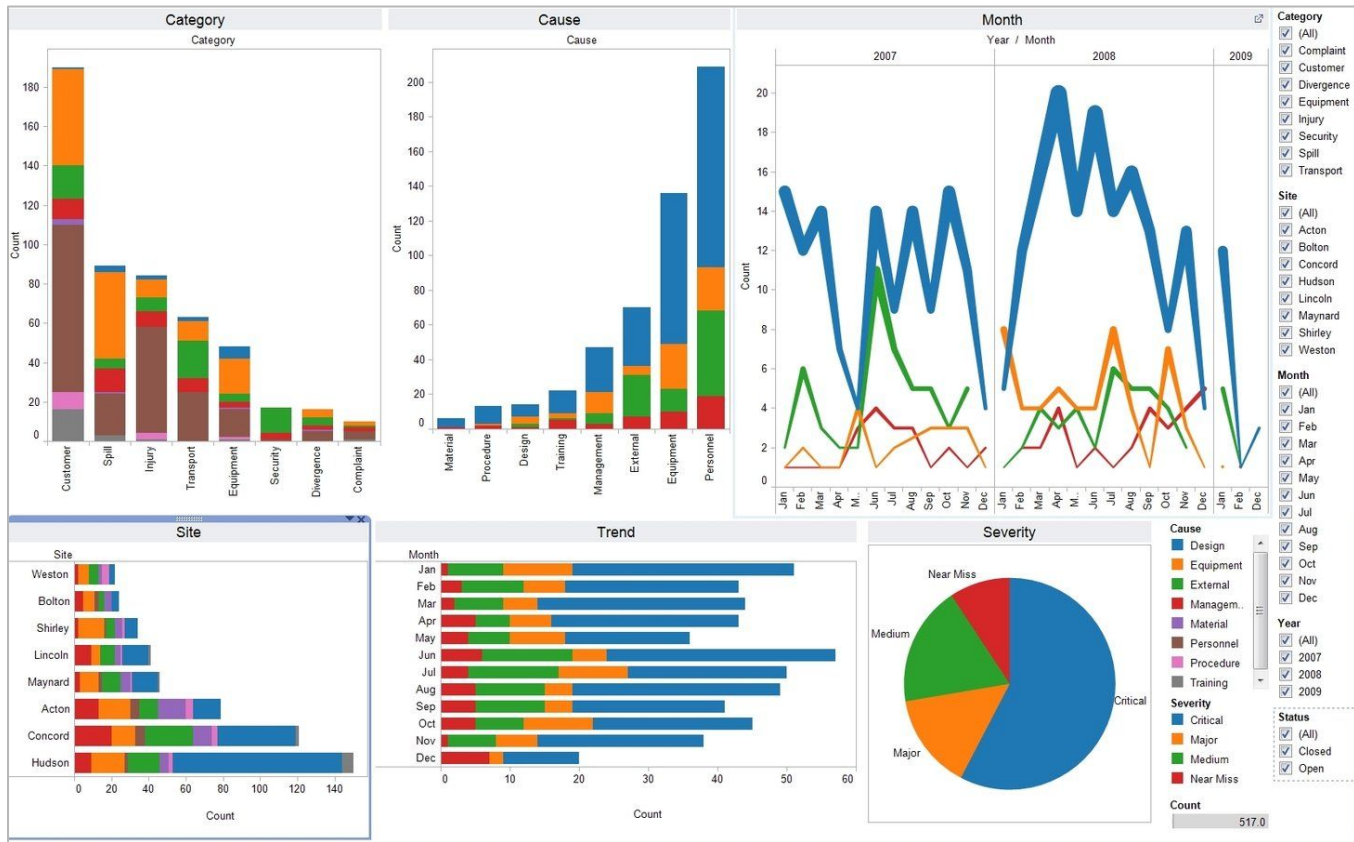 Category
Category
Count
0
20
40
60
80
100
120
140
160
180
Customer
Spill
Injury
Transport
Equipment
Security
Divergence
Complaint
Cause
Cause
Count
0
20
40
60
80
100
120
140
160
180
200
Material
Procedure
Design
Training
Management
External
Equipment
Personnel
Month
Year / Month
2007
2008
2009
Count
0
2
4
6
8
10
12
14
16
18
20
Jan
Feb
Mar
Apr
M..
Jun
Jul
Aug
Sep
Oct
Nov
Dec
Jan
Feb
Mar
Apr
M..
Jun
Jul
Aug
Sep
Oct
Nov
Dec
Jan
Feb
Dec
Category
(All)
Complaint
Customer
Divergence
Equipment
Injury
Security
Spill
Transport
Site
(All)
Acton
Bolton
Concord
Hudson
Lincoln
Maynard
Shirley
Weston
Month
(All)
Jan
Feb
Mar
Apr
May
Jun
Jul
Aug
Sep
Oct
Nov
Dec
Year
(All)
2007
2008
2009
Status
(All)
Closed
Open
Site
Site
Weston
Bolton
Shirley
Lincoln
Maynard
Acton
Concord
Hudson
0 20 40 60 80 100 120 140
Count
Trend
Month
Jan
Feb
Mar
Apr
May
Jun
Jul
Aug
Sep
Oct
Nov
Dec
0 10 20 30 40 50 60
Count
Severity
Near Miss
Medium
Major
Critical
Cause
Design
Equipment
External
Managem..
Material
Personnel
Procedure
Training
Severity
Critical
Major
Medium
Near Miss
Count
517.0